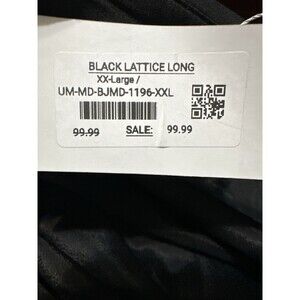 BLACK LATTICE LONG
XX-Large /
UM-MD-BJMD-1196-XXL
99.99 SALE: 99.99